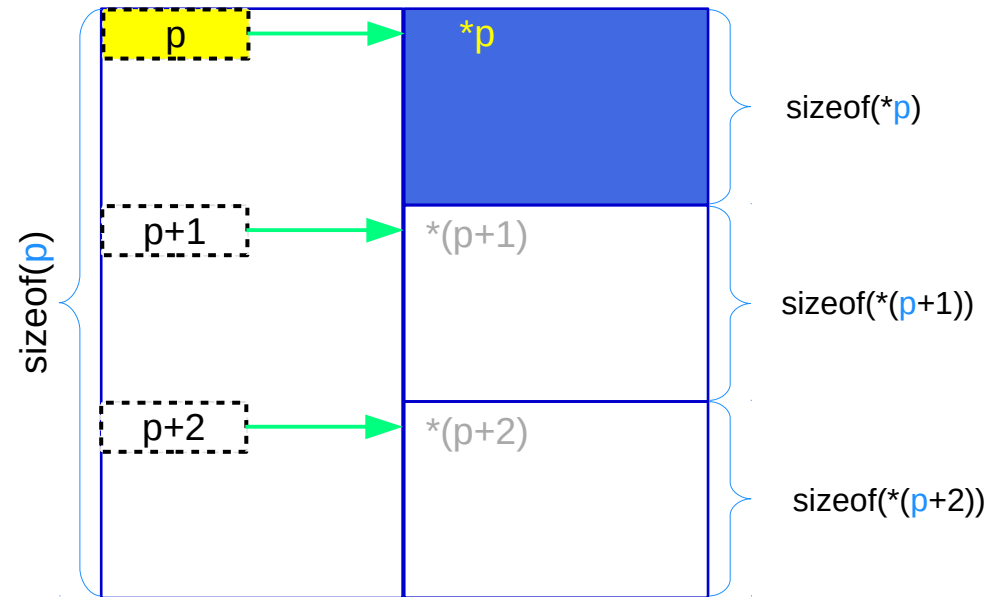 p
*p
sizeof(*p)
sizeof(p)
p+1
*(p+1)
sizeof(*(p+1))
p+2
*(p+2)
sizeof(*(p+2))